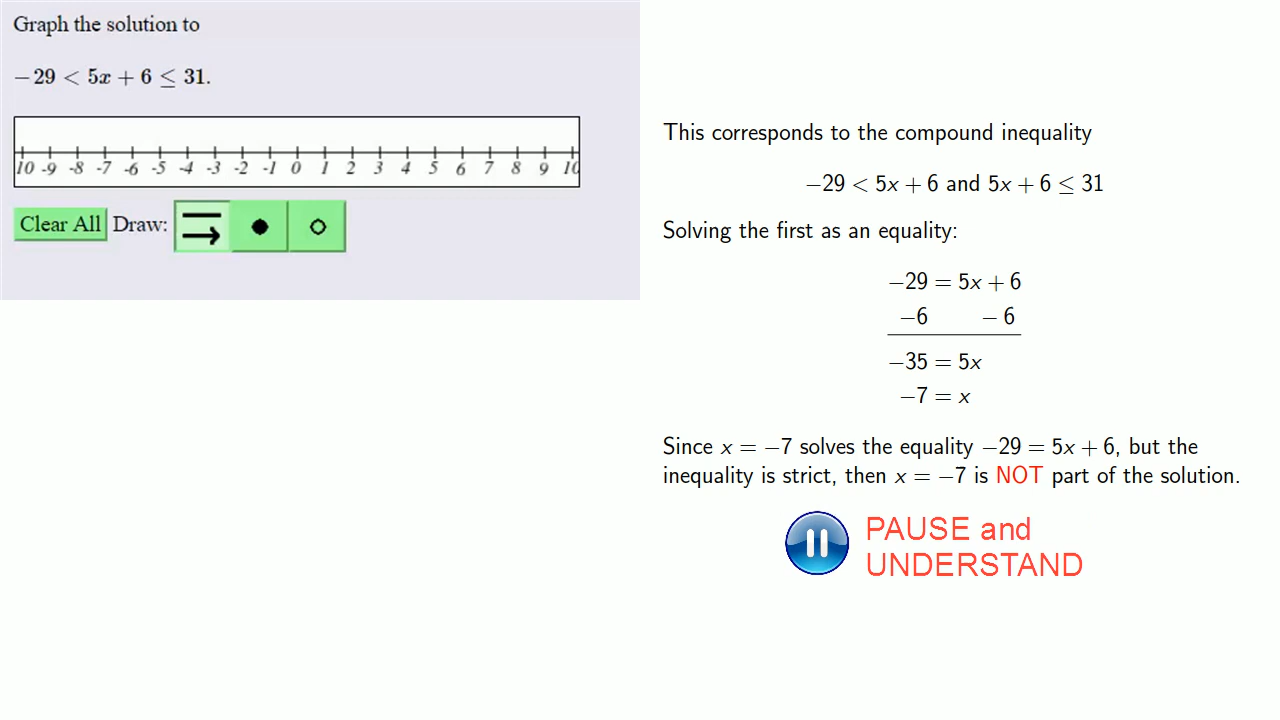 Graph the solution to
−29 < 5x + 6 ≤ 31.
10 -9 -8 -7 -6 -5 -4 -3 -2 -1 0 1 2 3 4 5 6 7 8 9 10
Clear All Draw:
This corresponds to the compound inequality
−29 < 5x + 6 and 5x + 6 ≤ 31
Solving the first as an equality:
−29 = 5x + 6
−6 − 6
−35 = 5x
−7 = x
Since x = −7 solves the equality −29 = 5x + 6, but the
inequality is strict, then x = −7 is NOT part of the solution.
PAUSE and
UNDERSTAND